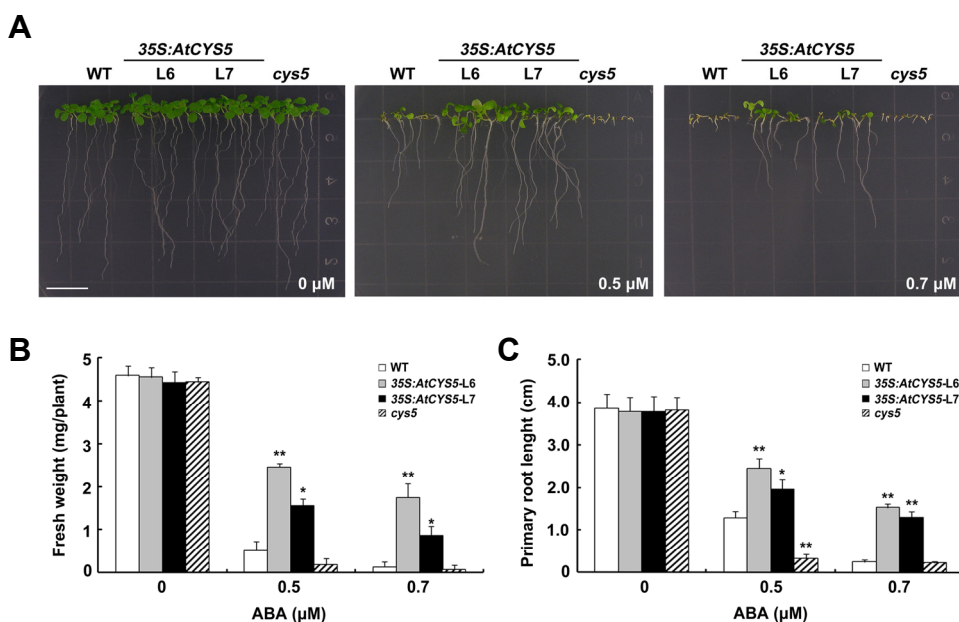 A
35S:AtCYS5
35S:AtCYS5
35S:AtCYS5
WT L6 L7 cys5
WT L6 L7 cys5
WT L6 L7 cys5
0 µM
0.5 µM
0.7 µM
B
5
4
3
2
1
0
Fresh weight (mg/plant)
WT
35S:AtCYS5-L6
35S:AtCYS5-L7
cys5
** * ** *
0 0.5 0.7
ABA (µM)
C
5.0
4.0
3.0
2.0
1.0
0
Primary root lenght (cm)
WT
35S:AtCYS5-L6
35S:AtCYS5-L7
cys5
** * ** ** **
0 0.5 0.7
ABA (µM)